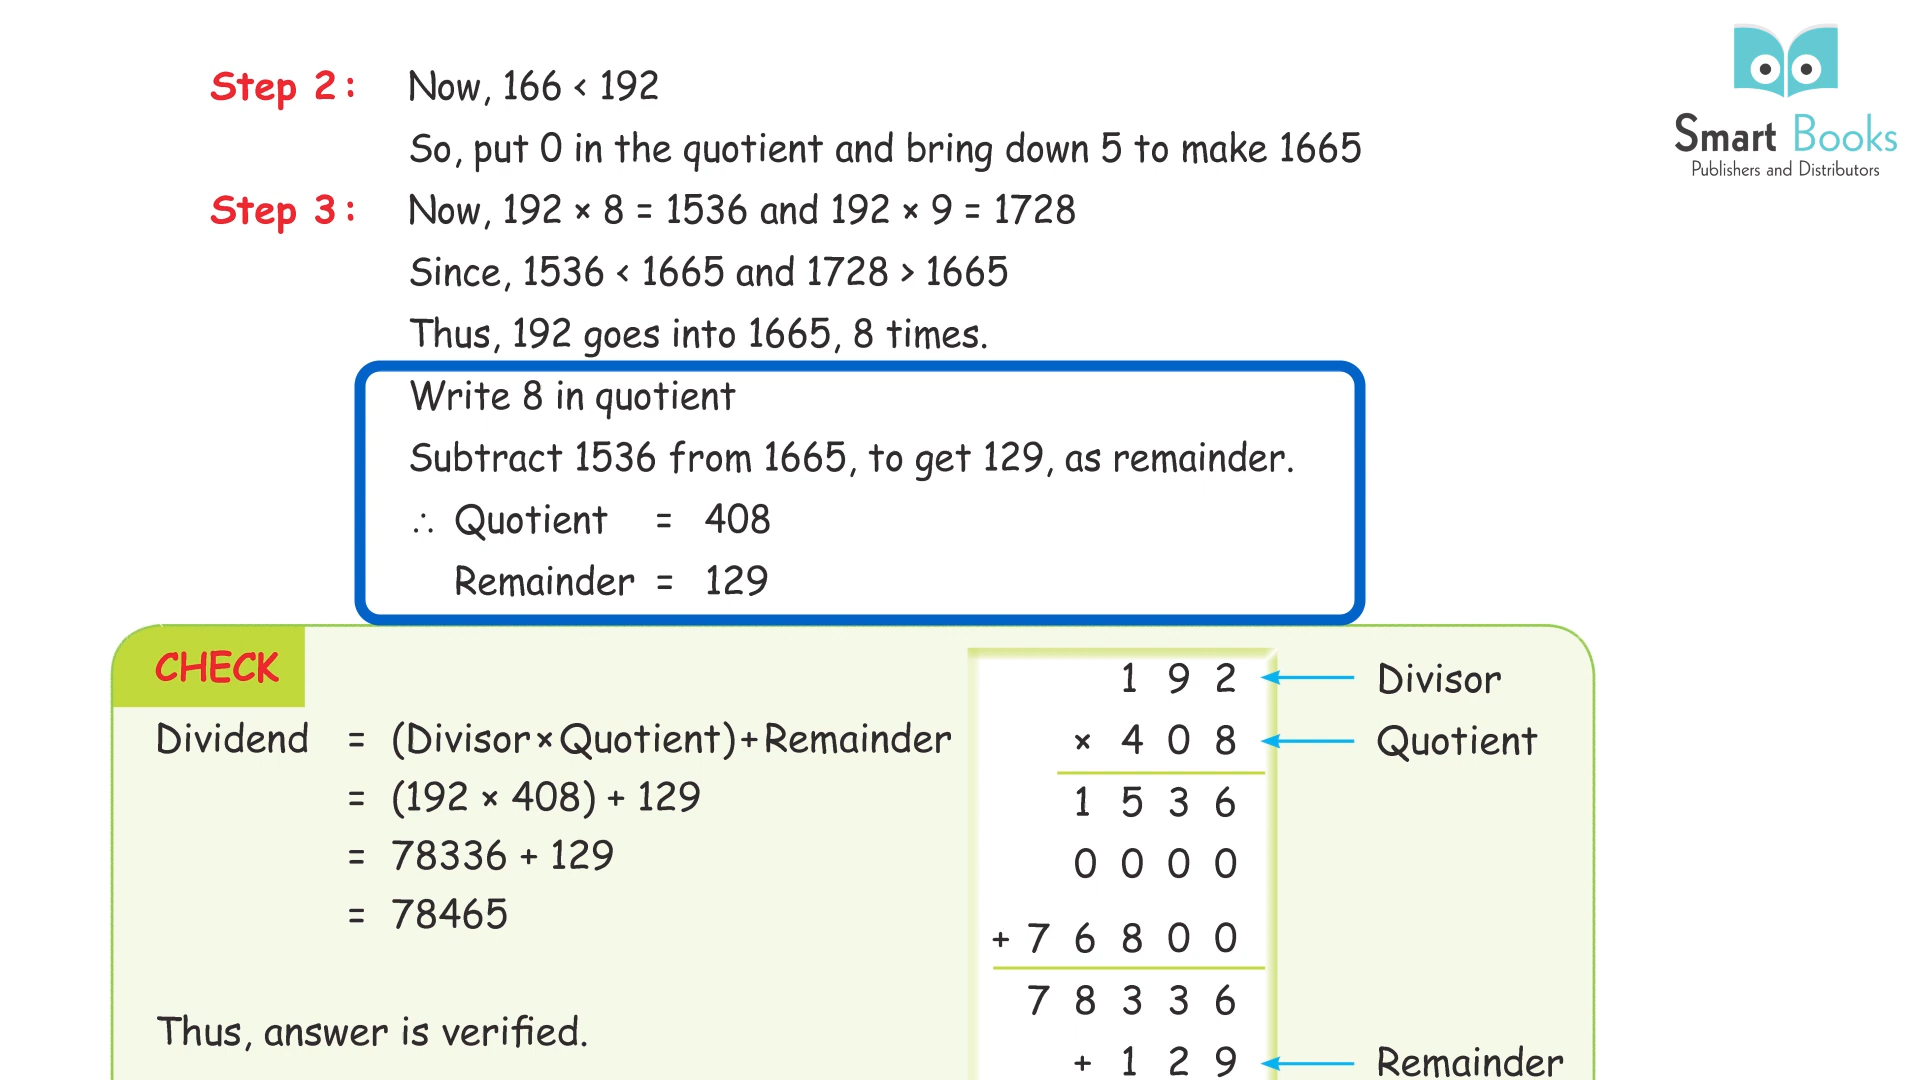 Smart Books
Publishers and Distributors
Step 2: Now, 166 < 192
So, put 0 in the quotient and bring down 5 to make 1665
Step 3: Now, 192 × 8 = 1536 and 192 × 9 = 1728
Since, 1536 < 1665 and 1728 > 1665
Thus, 192 goes into 1665, 8 times.
Write 8 in quotient
Subtract 1536 from 1665, to get 129, as remainder.
∴ Quotient = 408
Remainder = 129
CHECK
Dividend = (Divisor × Quotient) + Remainder
= (192 × 408) + 129
= 78336 + 129
= 78465
Thus, answer is verified.
1 9 2 Divisor
× 4 0 8 Quotient
1 5 3 6
0 0 0 0
+ 7 6 8 0 0
7 8 3 3 6
+ 1 2 9 Remainder